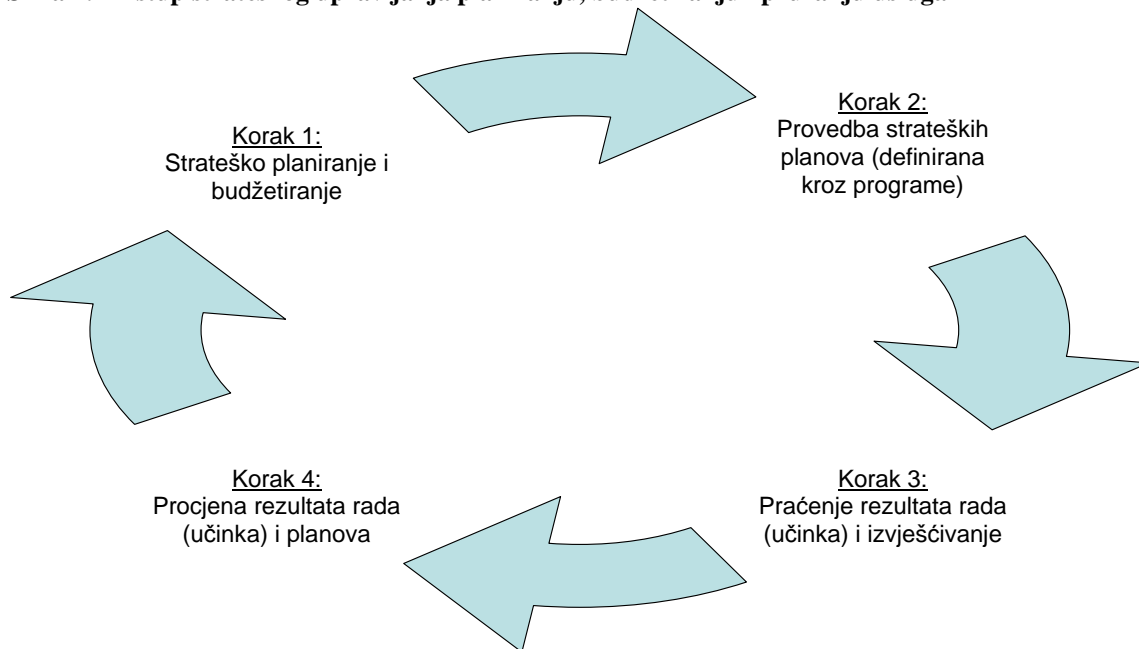 Korak 1:
Strateško planiranje i
budžetiranje
Korak 2:
Provedba strateških
planova (definirana
kroz programe)
Korak 3:
Praćenje rezultata rada
(učinka) i izvješćivanje
Korak 4:
Procjena rezultata rada
(učinka) i planova